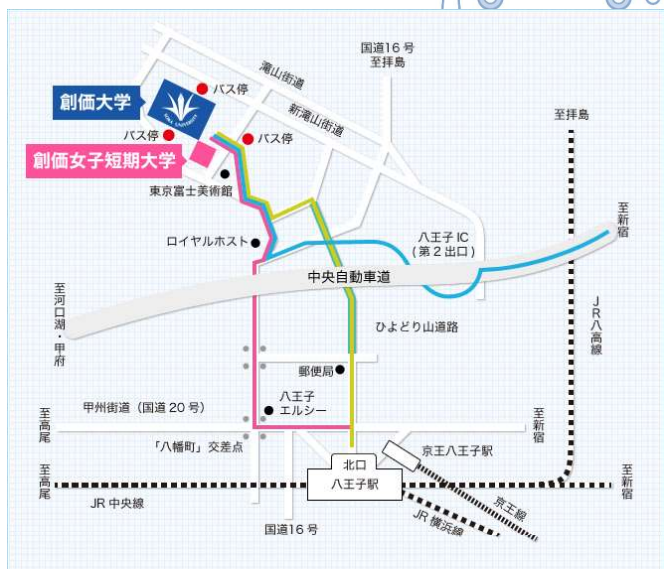 国道16号
至拝島
滝山街道
バス停
新滝山街道
創価大学
SOKA UNIVERSITY
バス停
バス停
至拝島
創価女子短期大学
東京富士美術館
至新宿
ロイヤルホスト
八王子IC
(第2出口)
中央自動車道
至河口湖・甲府
JR八高線
ひよどり山道路
郵便局
八王子
エルシー
甲州街道（国道20号）
至高尾
至新宿
「八幡町」交差点
京王八王子駅
北口
八王子駅
至高尾
至新宿
JR中央線
京王線
国道16号
JR横浜線